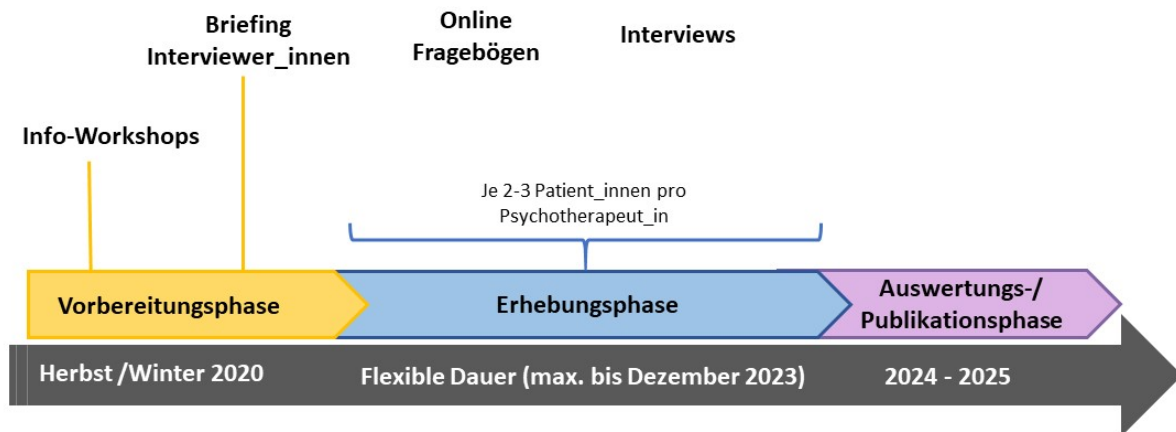 Briefing
Interviewer_innen
Online
Fragebögen
Interviews
Info-Workshops
Je 2-3 Patient_innen pro
Psychotherapeut_in
Vorbereitungsphase
Erhebungsphase
Auswertungs-/
Publikationsphase
Herbst /Winter 2020
Flexible Dauer (max. bis Dezember 2023)
2024 - 2025